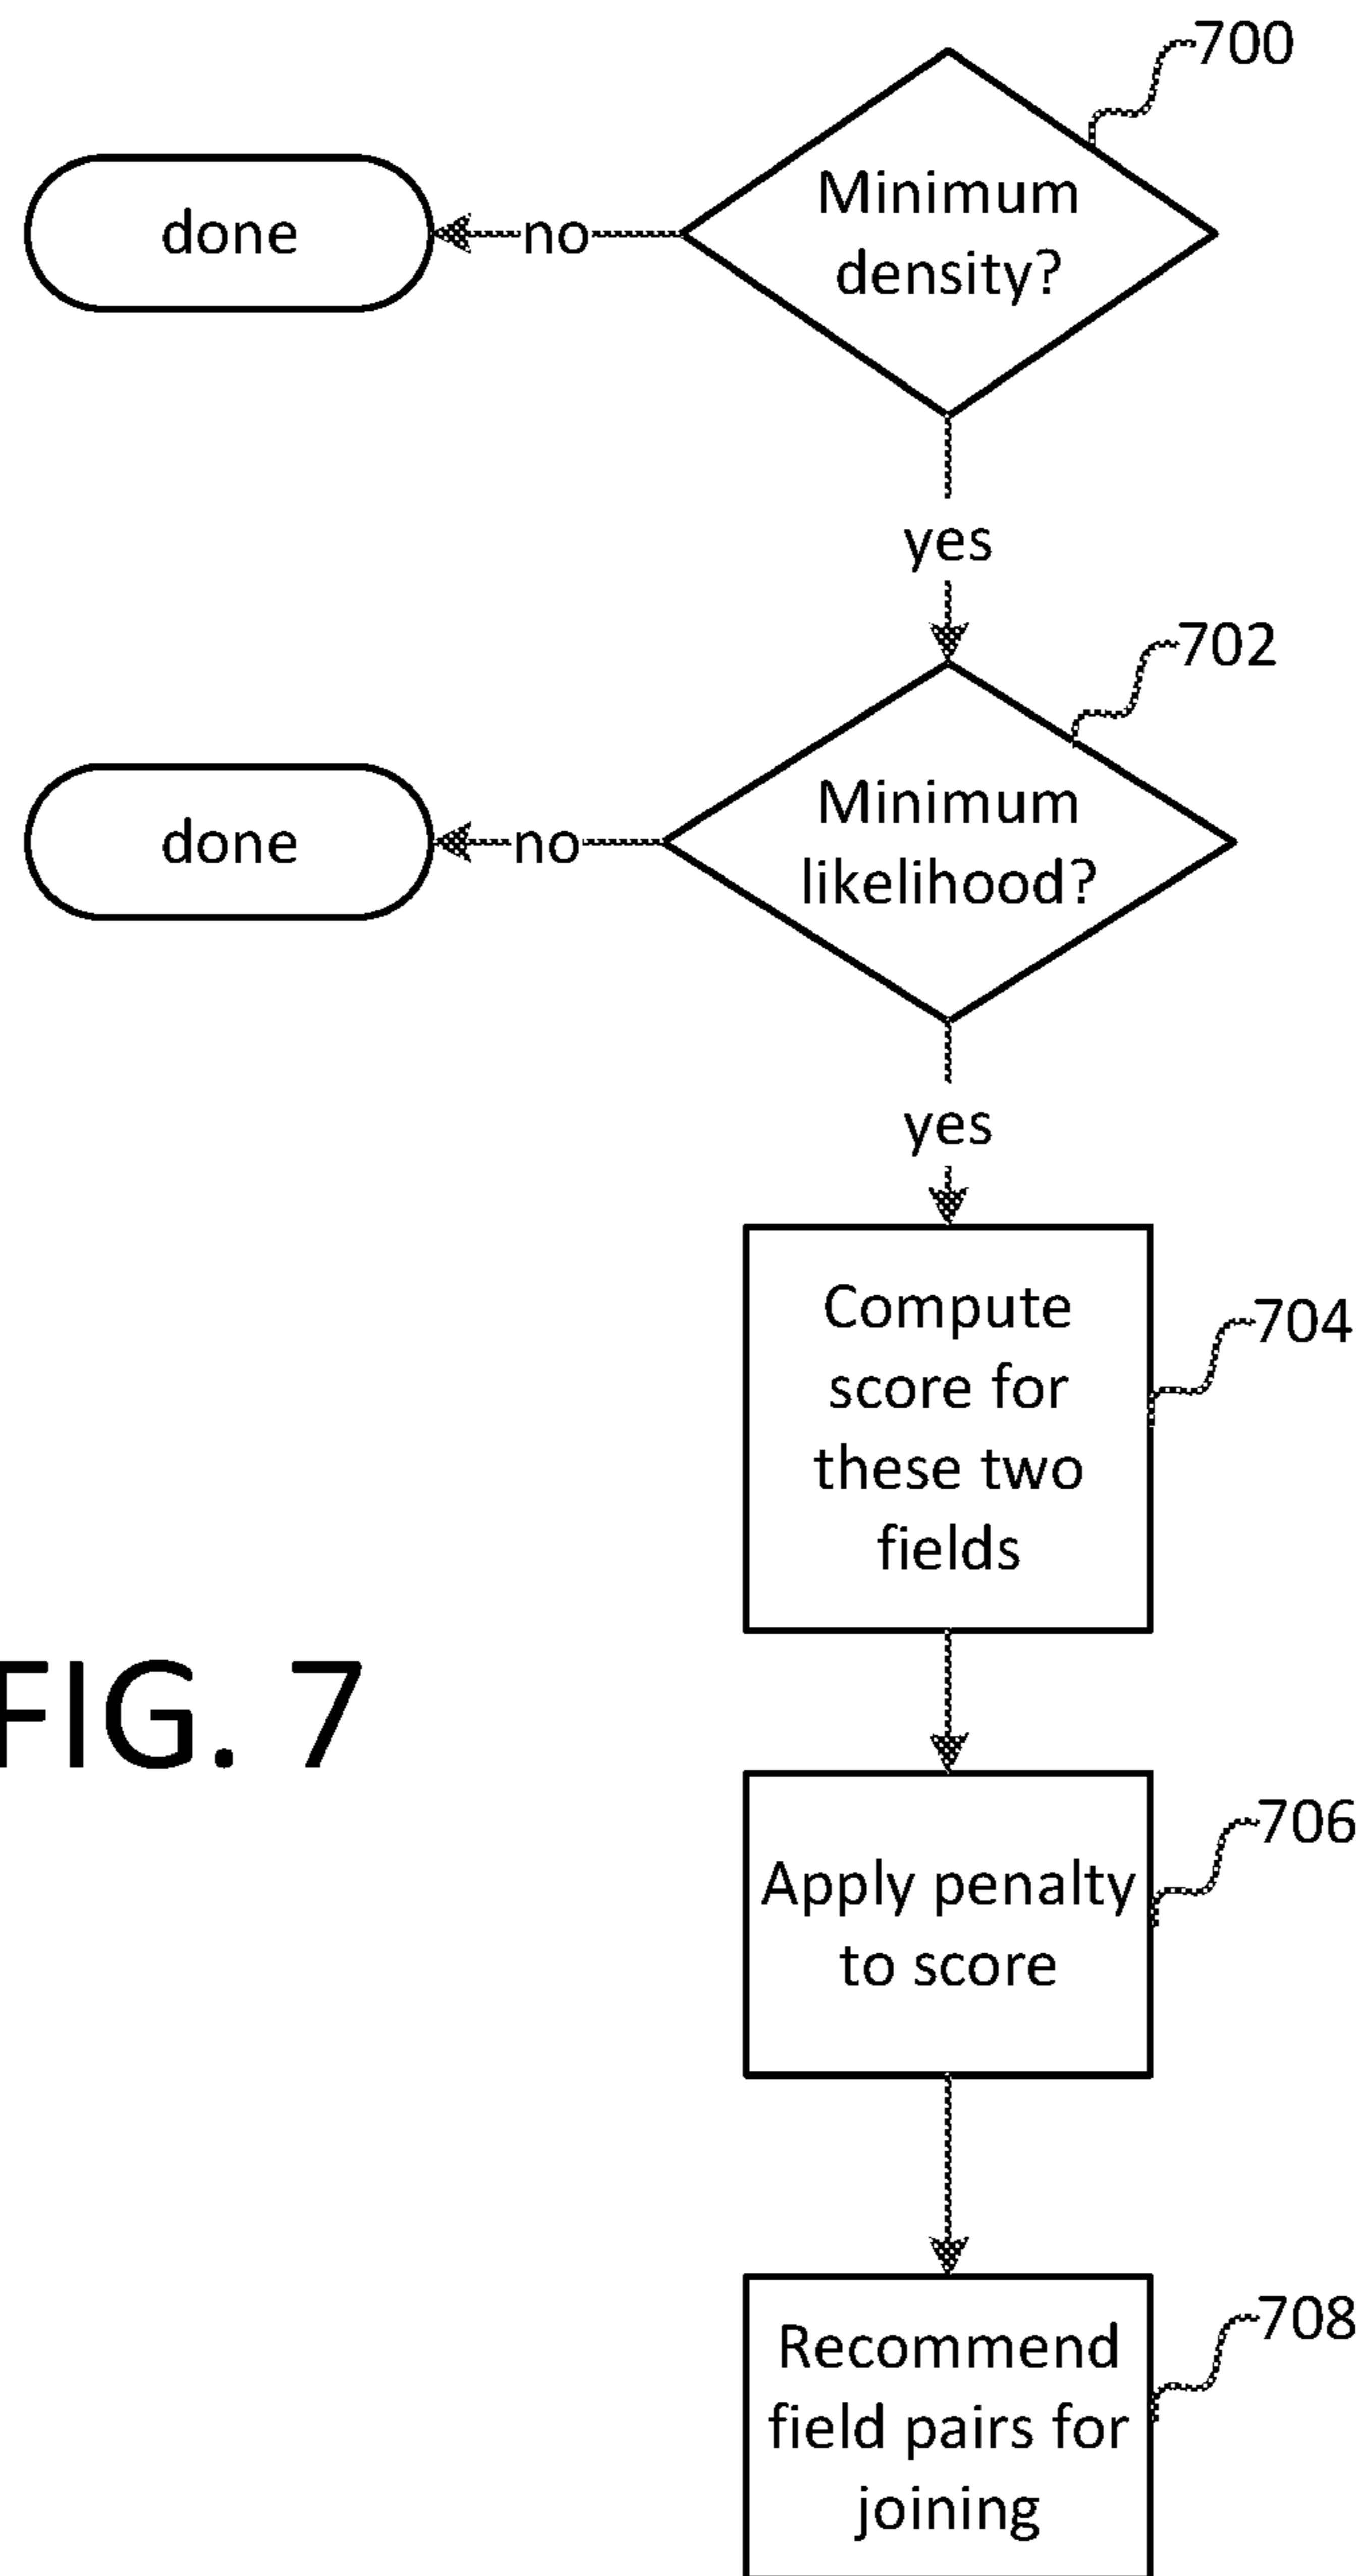 700
Minimum
density?
no
done
yes
702
Minimum
likelihood?
no
done
yes
Compute
score for
these two
fields
704
FIG. 7
Apply penalty
to score
706
Recommend
field pairs for
joining
708